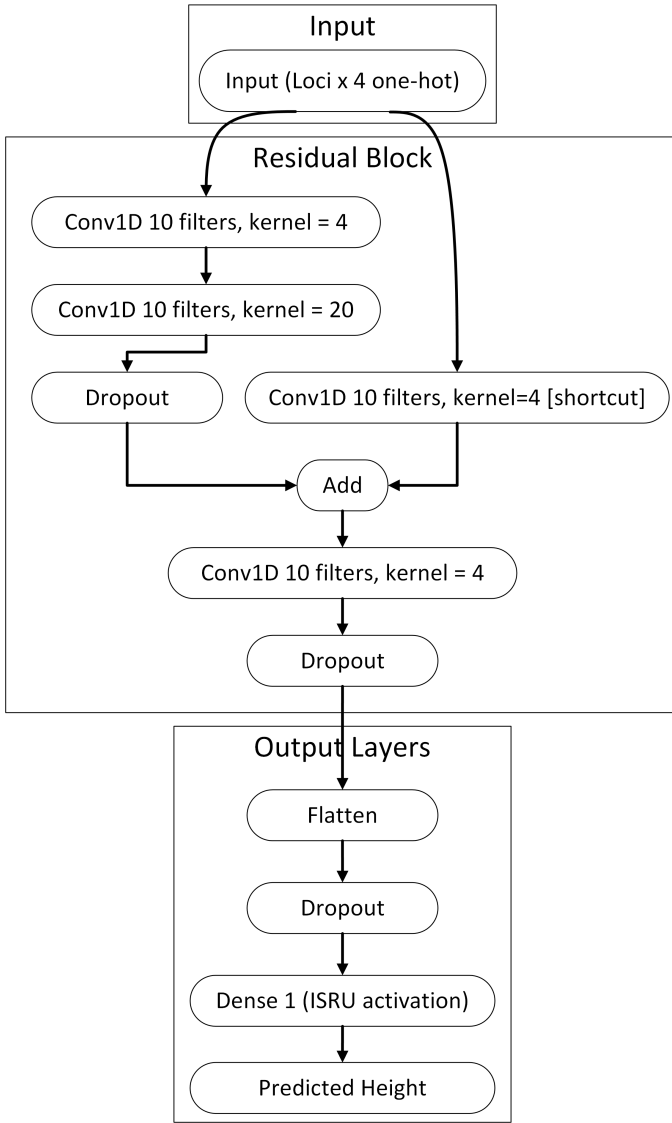 Input
Input (Loci x 4 one-hot)
Residual Block
Conv1D 10 filters, kernel = 4
Conv1D 10 filters, kernel = 20
Dropout
Conv1D 10 filters, kernel=4 [shortcut]
Add
Conv1D 10 filters, kernel = 4
Dropout
Output Layers
Flatten
Dropout
Dense 1 (ISRU activation)
Predicted Height